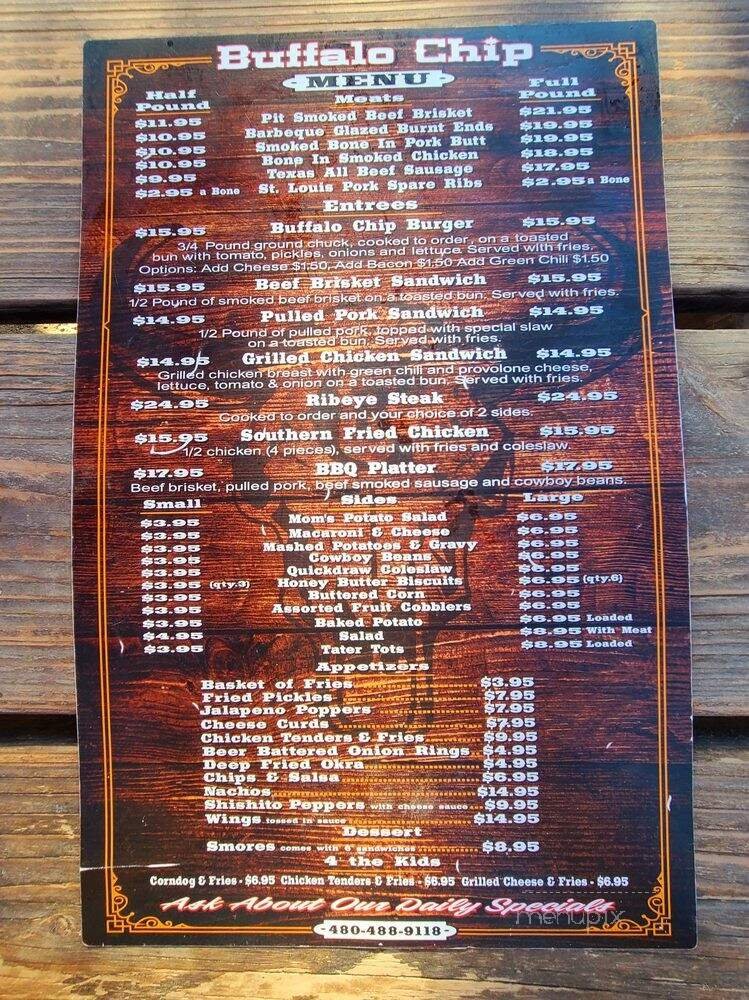 Buffalo Chip
MENU
Half Pound Meats Full Pound
$11.95 Pit Smoked Beef Brisket $21.95
$10.95 Barbeque Glazed Burnt Ends $19.95
$10.95 Smoked Bone In Pork Butt $19.95
$10.95 Bone In Smoked Chicken $18.95
$9.95 Texas All Beef Sausage $17.95
$2.95 a Bone St. Louis Pork Spare Ribs $2.95 a Bone
Entrees
$15.95 Buffalo Chip Burger $15.95
3/4 Pound ground chuck, cooked to order, on a toasted
bun with tomato, pickles, onions and lettuce. Served with fries.
Options: Add Cheese $1.50, Add Bacon $1.50 Add Green Chili $1.50
$15.95 Beef Brisket Sandwich $15.95
1/2 Pound of smoked beef brisket on a toasted bun. Served with fries.
$14.95 Pulled Pork Sandwich $14.95
1/2 Pound of pulled pork, topped with special slaw
on a toasted bun. Served with fries.
$14.95 Grilled Chicken Sandwich $14.95
Grilled chicken breast with green chili and provolone cheese,
lettuce, tomato & onion on a toasted bun. Served with fries.
$24.95 Ribeye Steak $24.95
Cooked to order and your choice of 2 sides.
$15.95 Southern Fried Chicken $15.95
1/2 chicken (4 pieces), served with fries and coleslaw.
$17.95 BBQ Platter $17.95
Beef brisket, pulled pork, beef smoked sausage and cowboy beans.
Small Sides Large
$3.95 Mom's Potato Salad $6.95
$3.95 Macaroni & Cheese $6.95
$3.95 Mashed Potatoes & Gravy $6.95
$3.95 Cowboy Beans $6.95
$3.95 Quickdraw Coleslaw $6.95
$3.95 (qty.3) Honey Butter Biscuits $6.95 (qty.6)
$3.95 Buttered Corn $6.95
$3.95 Assorted Fruit Cobblers $6.95
$3.95 Baked Potato $6.95 Loaded
$4.95 Salad $8.95 With Meat
$3.95 Tater Tots $8.95 Loaded
Appetizers
Basket of Fries $3.95
Fried Pickles $7.95
Jalapeno Poppers $7.95
Cheese Curds $7.95
Chicken Tenders & Fries $9.95
Beer Battered Onion Rings $4.95
Deep Fried Okra $4.95
Chips & Salsa $6.95
Nachos $14.95
Shishito Peppers with cheese sauce $9.95
Wings tossed in sauce $14.95
Dessert
Smores comes with 6 sandwiches $8.95
4 the Kids
Corndog & Fries - $6.95 Chicken Tenders & Fries - $6.95 Grilled Cheese & Fries - $6.95
Ask About Our Daily Specials
menupix
- 480-488-9118 -